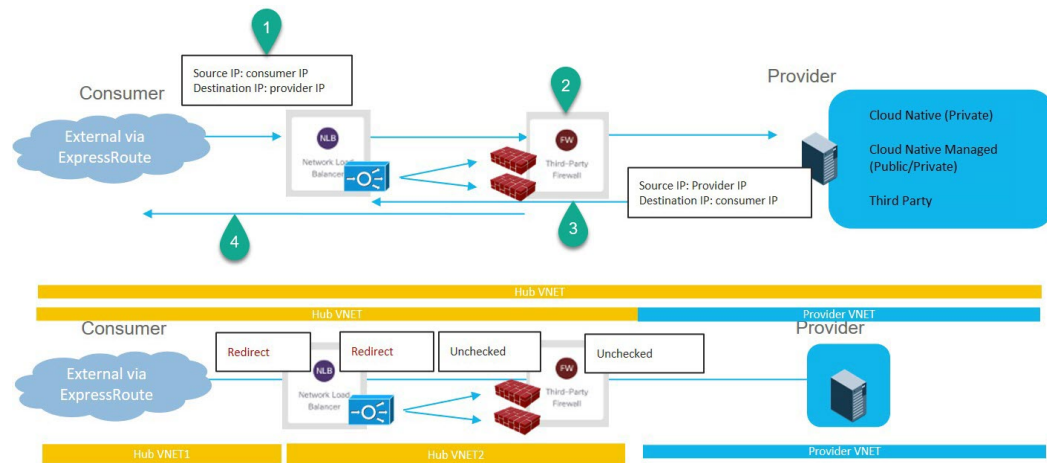 1
Source IP: consumer IP
Destination IP: provider IP
Consumer
External via
ExpressRoute
NLB
Network Load
Balancer
2
FW
Third-Party
Firewall
Provider
Cloud Native (Private)
Cloud Native Managed
(Public/Private)
Third Party
Source IP: Provider IP
Destination IP: consumer IP
4
3
Hub VNET
Hub VNET
Provider VNET
Consumer
Provider
Redirect
Redirect
Unchecked
Unchecked
External via
ExpressRoute
NLB
Network Load
Balancer
FW
Third-Party
Firewall
Hub VNET1
Hub VNET2
Provider VNET